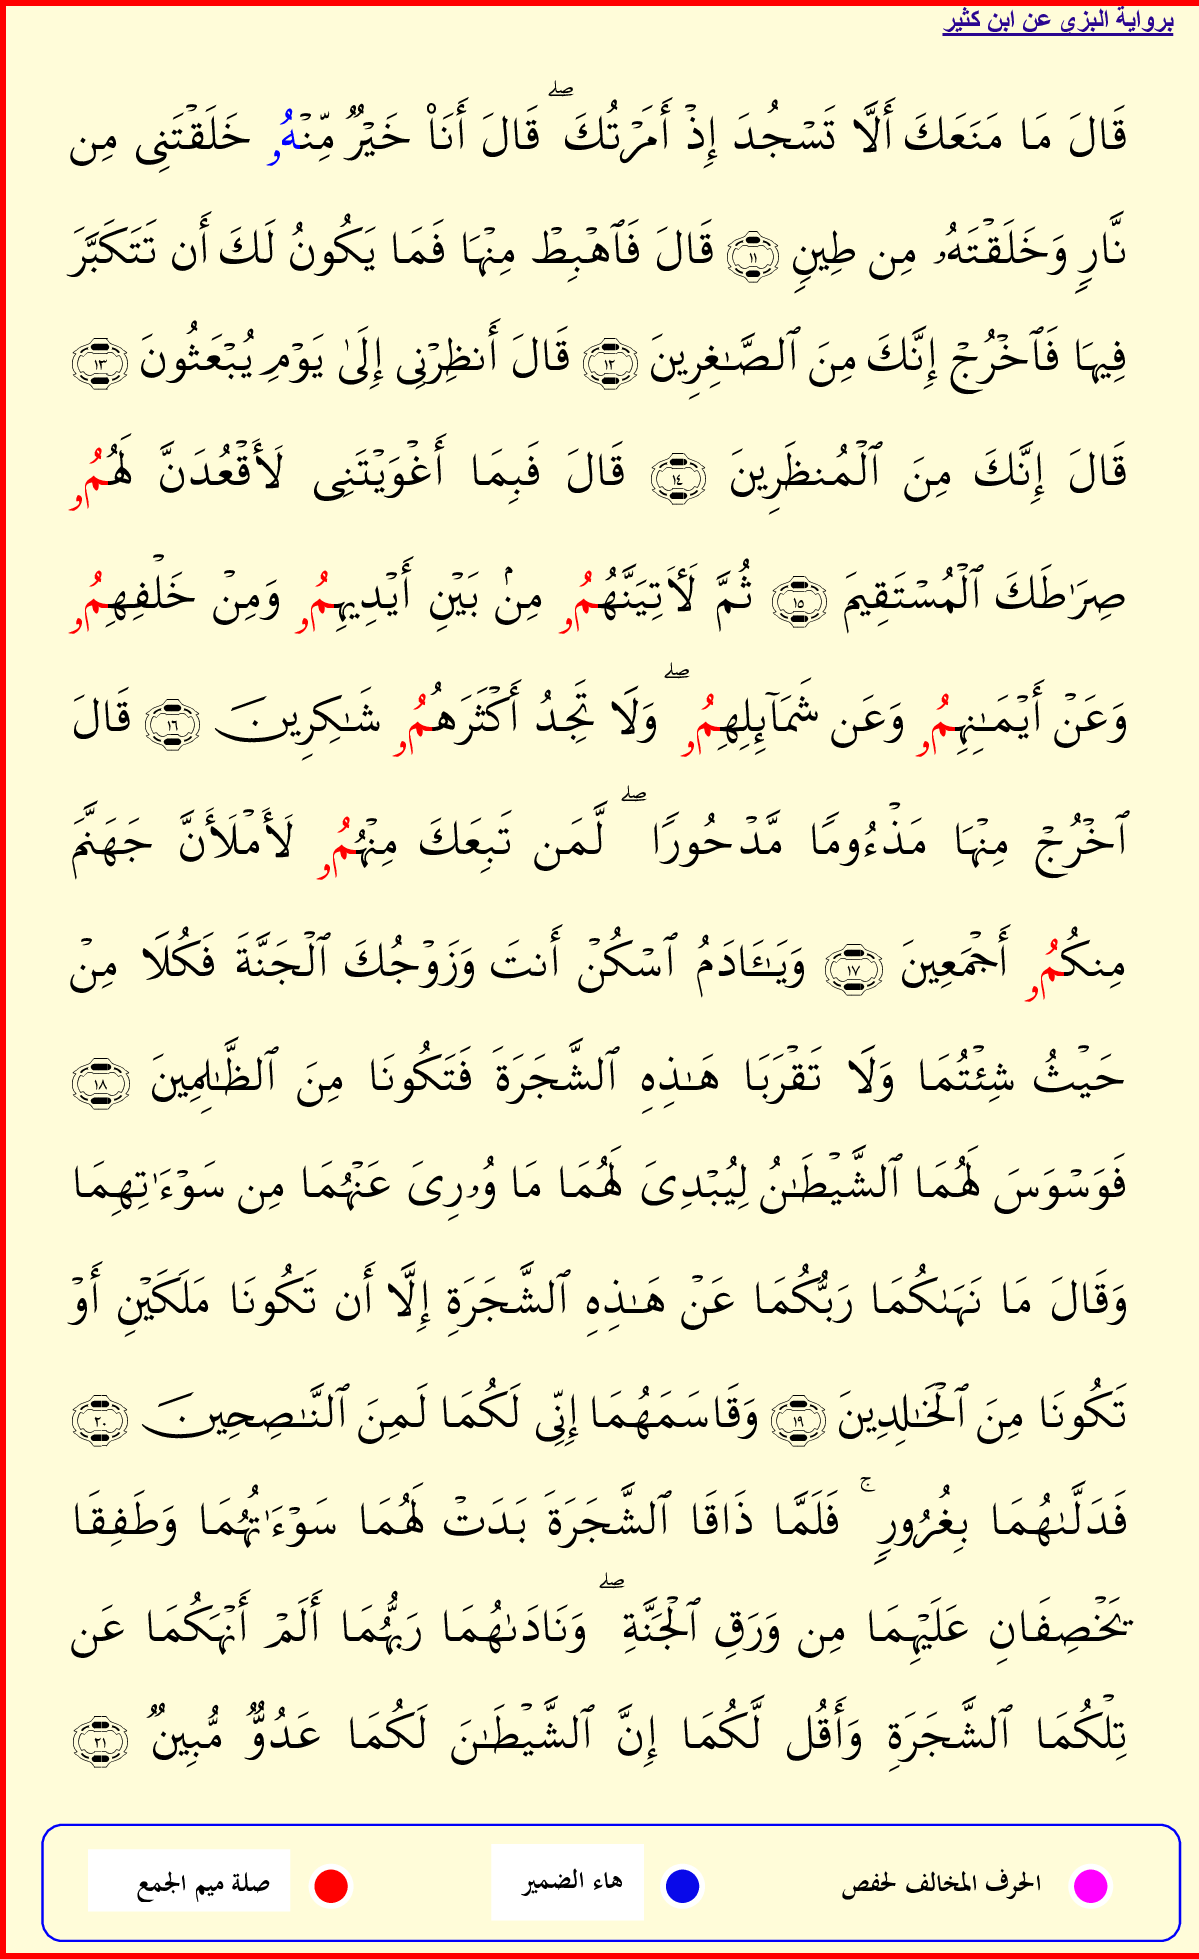 برواية البزى عن ابن كثير
قَالَ مَا مَنَعَكَ أَلَّا تَسْجُدَ إِذْ أَمَرْتُكَ ۖ قَالَ أَنَا۠ خَيْرٌ مِّنْهُۥ خَلَقْتَنِى مِن
نَّارٍ وَخَلَقْتَهُۥ مِن طِينٍ ١١ قَالَ فَٱهْبِطْ مِنْهَا فَمَا يَكُونُ لَكَ أَن تَتَكَبَّرَ
فِيهَا فَٱخْرُجْ إِنَّكَ مِنَ ٱلصَّـٰغِرِينَ ١٢ قَالَ أَنظِرْنِى إِلَىٰ يَوْمِ يُبْعَثُونَ ١٣
قَالَ إِنَّكَ مِنَ ٱلْمُنظَرِينَ ١٤ قَالَ فَبِمَا أَغْوَيْتَنِى لَأَقْعُدَنَّ لَهُمُۥ
صِرَٰطَكَ ٱلْمُسْتَقِيمَ ١٥ ثُمَّ لَـَٔاتِيَنَّهُمُۥ مِنۢ بَيْنِ أَيْدِيهِمُۥ وَمِنْ خَلْفِهِمُۥ
وَعَنْ أَيْمَـٰنِهِمُۥ وَعَن شَمَآئِلِهِمُۥ ۖ وَلَا تَجِدُ أَكْثَرَهُمُۥ شَـٰكِرِينَ ١٦ قَالَ
ٱخْرُجْ مِنْهَا مَذْءُومًا مَّدْحُورًا ۖ لَّمَن تَبِعَكَ مِنْهُمُۥ لَأَمْلَأَنَّ جَهَنَّمَ
مِنكُمُۥ أَجْمَعِينَ ١٧ وَيَـٰٓـَٔادَمُ ٱسْكُنْ أَنتَ وَزَوْجُكَ ٱلْجَنَّةَ فَكُلَا مِنْ
حَيْثُ شِئْتُمَا وَلَا تَقْرَبَا هَـٰذِهِ ٱلشَّجَرَةَ فَتَكُونَا مِنَ ٱلظَّـٰلِمِينَ ١٨
فَوَسْوَسَ لَهُمَا ٱلشَّيْطَـٰنُ لِيُبْدِىَ لَهُمَا مَا وُۥرِىَ عَنْهُمَا مِن سَوْءَٰتِهِمَا
وَقَالَ مَا نَهَىٰكُمَا رَبُّكُمَا عَنْ هَـٰذِهِ ٱلشَّجَرَةِ إِلَّا أَن تَكُونَا مَلَكَيْنِ أَوْ
تَكُونَا مِنَ ٱلْخَـٰلِدِينَ ١٩ وَقَاسَمَهُمَا إِنِّى لَكُمَا لَمِنَ ٱلنَّـٰصِحِينَ ٢٠
فَدَلَّىٰهُمَا بِغُرُورٍ ۚ فَلَمَّا ذَاقَا ٱلشَّجَرَةَ بَدَتْ لَهُمَا سَوْءَٰتُهُمَا وَطَفِقَا
يَخْصِفَانِ عَلَيْهِمَا مِن وَرَقِ ٱلْجَنَّةِ ۖ وَنَادَىٰهُمَا رَبُّهُمَا أَلَمْ أَنْهَكُمَا عَن
تِلْكُمَا ٱلشَّجَرَةِ وَأَقُل لَّكُمَا إِنَّ ٱلشَّيْطَـٰنَ لَكُمَا عَدُوٌّ مُّبِينٌ ٢١
الحرف المخالف لحفص
هاء الضمير
صلة ميم الجمع